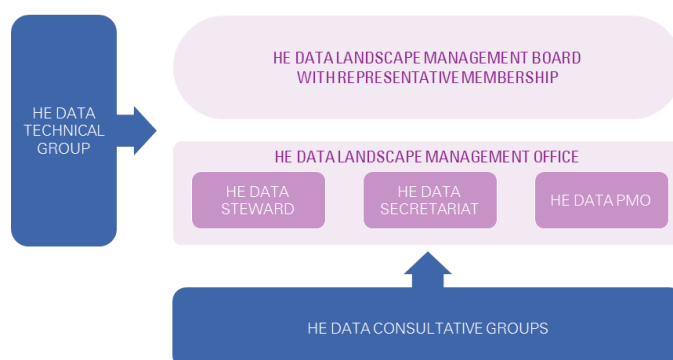 HE DATA LANDSCAPE MANAGEMENT BOARD
WITH REPRESENTATIVE MEMBERSHIP
HE DATA
TECHNICAL
GROUP
HE DATA LANDSCAPE MANAGEMENT OFFICE
HE DATA
STEWARD
HE DATA
SECRETARIAT
HE DATA PMO
HE DATA CONSULTATIVE GROUPS